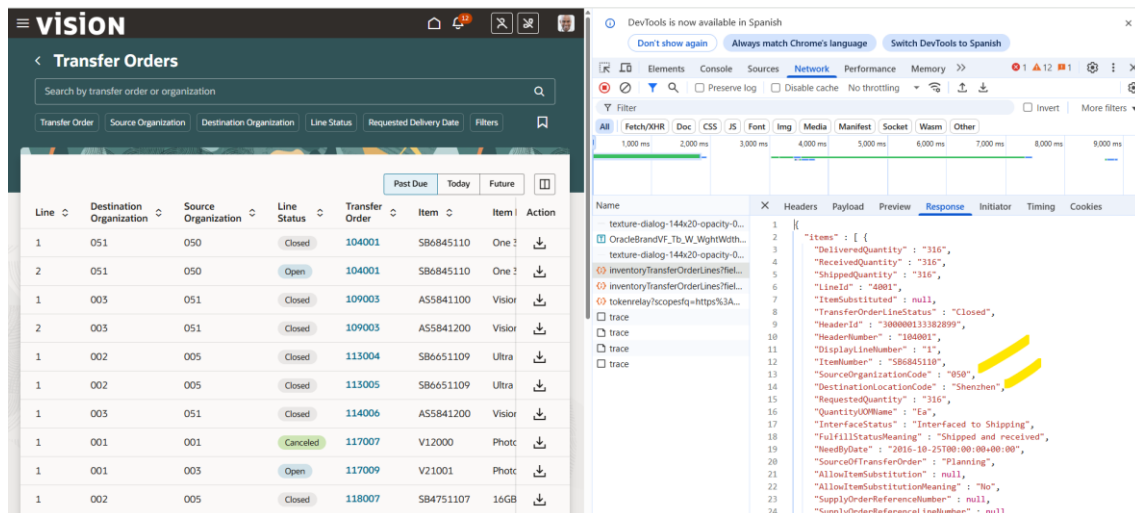 VISION
12
Transfer Orders
Search by transfer order or organization
Transfer Order Source Organization Destination Organization Line Status Requested Delivery Date Filters
Past Due Today Future
Line Destination Organization Source Organization Line Status Transfer Order Item Item Action
1 051 050 Closed 104001 SB6845110 One
2 051 050 Open 104001 SB6845110 One
1 003 051 Closed 109003 AS5841100 Vision
2 003 051 Closed 109003 AS5841200 Vision
1 002 005 Closed 113004 SB6651109 Ultra
1 002 005 Closed 113005 SB6651109 Ultra
1 003 051 Closed 114006 AS5841200 Vision
1 001 001 Canceled 117007 V12000 Photo
1 001 003 Open 117009 V21001 Photo
1 002 005 Closed 118007 SB4751107 16GB
DevTools is now available in Spanish
Don't show again Always match Chrome's language Switch DevTools to Spanish
Elements Console Sources Network Performance Memory 1 12 1
Preserve log Disable cache No throttling
Filter Invert More filters
All Fetch/XHR Doc CSS JS Font Img Media Manifest Socket Wasm Other
1,000 ms 2,000 ms 3,000 ms 4,000 ms 5,000 ms 6,000 ms 7,000 ms 8,000 ms 9,000 ms
Name
texture-dialog-144x20-opacity-0...
OracleBrandVF_Tb_W_WghtWdth...
texture-dialog-144x20-opacity-0...
inventoryTransferOrderLines?fiel...
inventoryTransferOrderLines?fiel...
tokenrelay?scopesfq=https%3A...
trace
trace
trace
trace
Headers Payload Preview Response Initiator Timing Cookies
1 {
2 "items" : [ {
3 "DeliveredQuantity" : "316",
4 "ReceivedQuantity" : "316",
5 "ShippedQuantity" : "316",
6 "LineId" : "4001",
7 "ItemSubstituted" : null,
8 "TransferOrderLineStatus" : "Closed",
9 "HeaderId" : "300000133382899",
10 "HeaderNumber" : "104001",
11 "DisplayLineNumber" : "1",
12 "ItemNumber" : "SB6845110",
13 "SourceOrganizationCode" : "050",
14 "DestinationLocationCode" : "Shenzhen",
15 "RequestedQuantity" : "316",
16 "QuantityUOMName" : "Ea",
17 "InterfaceStatus" : "Interfaced to Shipping",
18 "FulfillStatusMeaning" : "Shipped and received",
19 "NeedByDate" : "2016-10-25T00:00:00+00:00",
20 "SourceOfTransferOrder" : "Planning",
21 "AllowItemSubstitution" : null,
22 "AllowItemSubstitutionMeaning" : "No",
23 "SupplyOrderReferenceNumber" : null,
24 "SupplyOrderReferenceLineNumber" : null